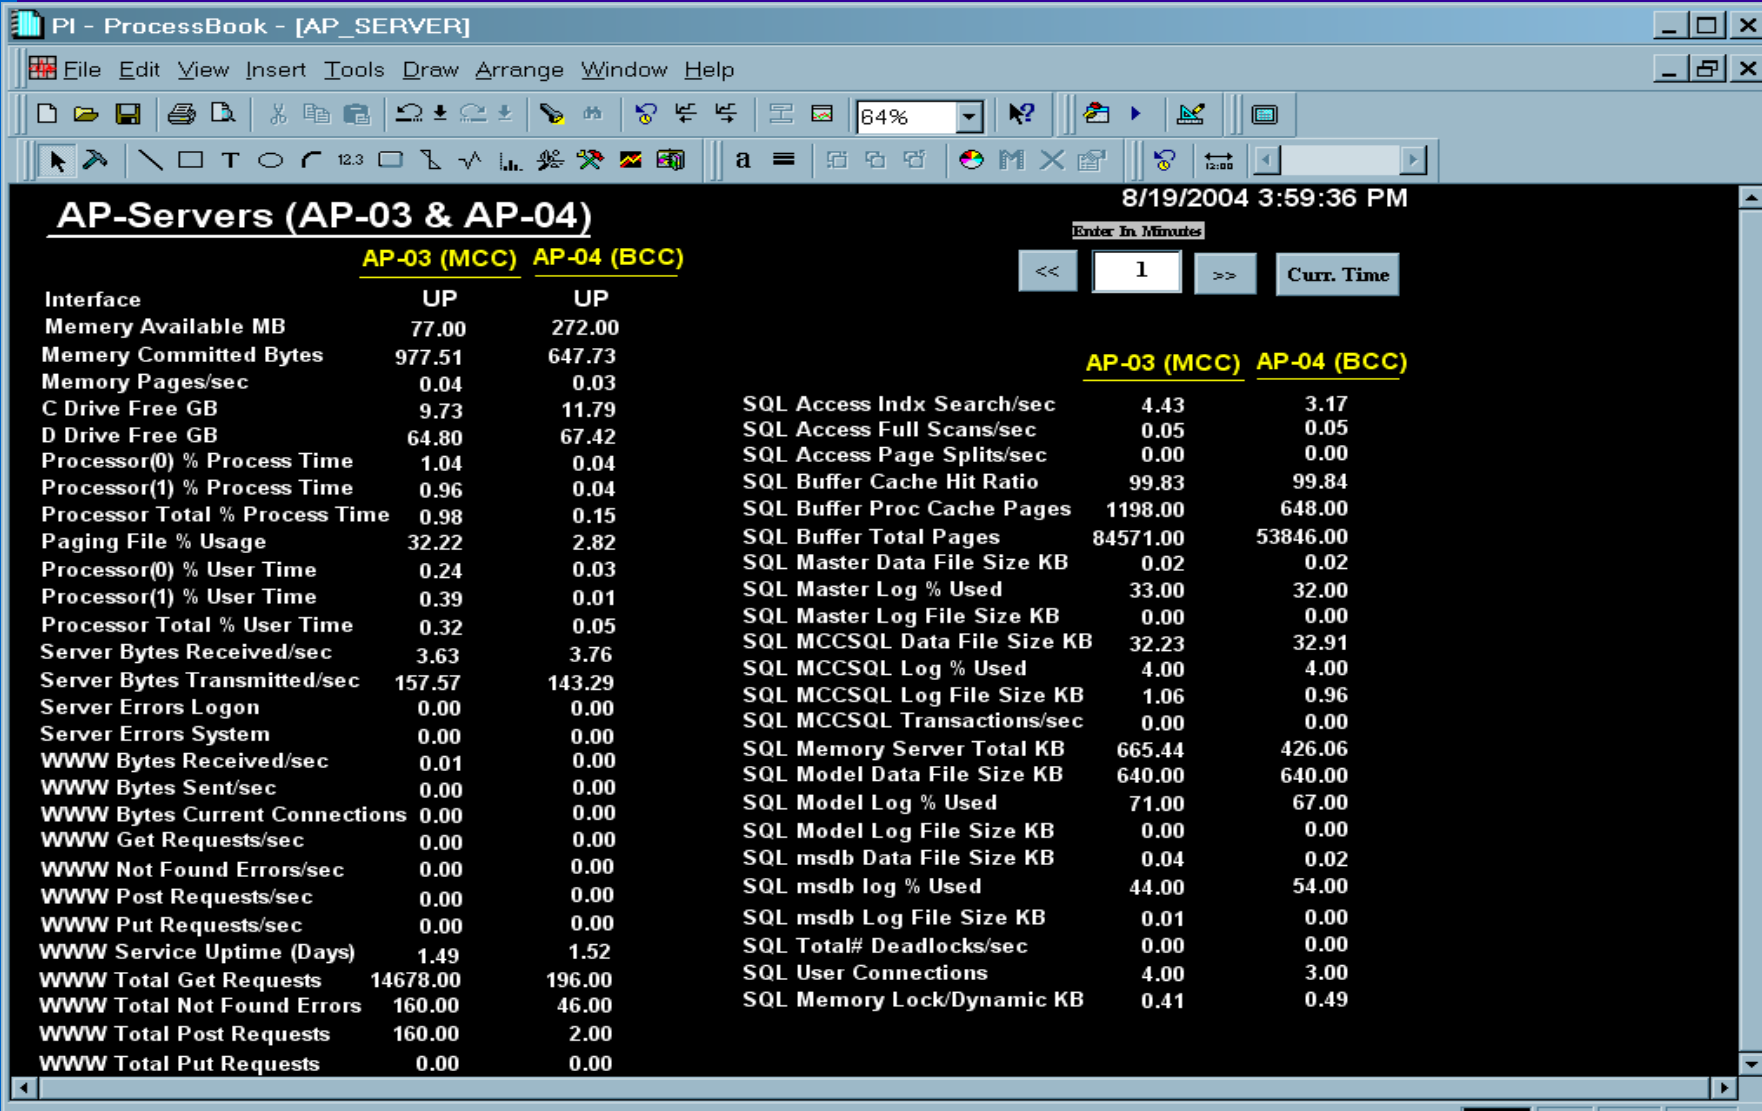 PI - ProcessBook - [AP_SERVER]
File Edit View Insert Tools Draw Arrange Window Help
64%
T 12.3 a M 12:00
8/19/2004 3:59:36 PM
AP-Servers (AP-03 & AP-04)
Enter In Minutes
<< 1 >> Curr. Time
AP-03 (MCC) AP-04 (BCC)
Interface UP UP
Memery Available MB 77.00 272.00
Memery Committed Bytes 977.51 647.73
Memory Pages/sec 0.04 0.03
C Drive Free GB 9.73 11.79
D Drive Free GB 64.80 67.42
Processor(0) % Process Time 1.04 0.04
Processor(1) % Process Time 0.96 0.04
Processor Total % Process Time 0.98 0.15
Paging File % Usage 32.22 2.82
Processor(0) % User Time 0.24 0.03
Processor(1) % User Time 0.39 0.01
Processor Total % User Time 0.32 0.05
Server Bytes Received/sec 3.63 3.76
Server Bytes Transmitted/sec 157.57 143.29
Server Errors Logon 0.00 0.00
Server Errors System 0.00 0.00
WWW Bytes Received/sec 0.01 0.00
WWW Bytes Sent/sec 0.00 0.00
WWW Bytes Current Connections 0.00 0.00
WWW Get Requests/sec 0.00 0.00
WWW Not Found Errors/sec 0.00 0.00
WWW Post Requests/sec 0.00 0.00
WWW Put Requests/sec 0.00 0.00
WWW Service Uptime (Days) 1.49 1.52
WWW Total Get Requests 14678.00 196.00
WWW Total Not Found Errors 160.00 46.00
WWW Total Post Requests 160.00 2.00
WWW Total Put Requests 0.00 0.00
AP-03 (MCC) AP-04 (BCC)
SQL Access Indx Search/sec 4.43 3.17
SQL Access Full Scans/sec 0.05 0.05
SQL Access Page Splits/sec 0.00 0.00
SQL Buffer Cache Hit Ratio 99.83 99.84
SQL Buffer Proc Cache Pages 1198.00 648.00
SQL Buffer Total Pages 84571.00 53846.00
SQL Master Data File Size KB 0.02 0.02
SQL Master Log % Used 33.00 32.00
SQL Master Log File Size KB 0.00 0.00
SQL MCCSQL Data File Size KB 32.23 32.91
SQL MCCSQL Log % Used 4.00 4.00
SQL MCCSQL Log File Size KB 1.06 0.96
SQL MCCSQL Transactions/sec 0.00 0.00
SQL Memory Server Total KB 665.44 426.06
SQL Model Data File Size KB 640.00 640.00
SQL Model Log % Used 71.00 67.00
SQL Model Log File Size KB 0.00 0.00
SQL msdb Data File Size KB 0.04 0.02
SQL msdb log % Used 44.00 54.00
SQL msdb Log File Size KB 0.01 0.00
SQL Total# Deadlocks/sec 0.00 0.00
SQL User Connections 4.00 3.00
SQL Memory Lock/Dynamic KB 0.41 0.49